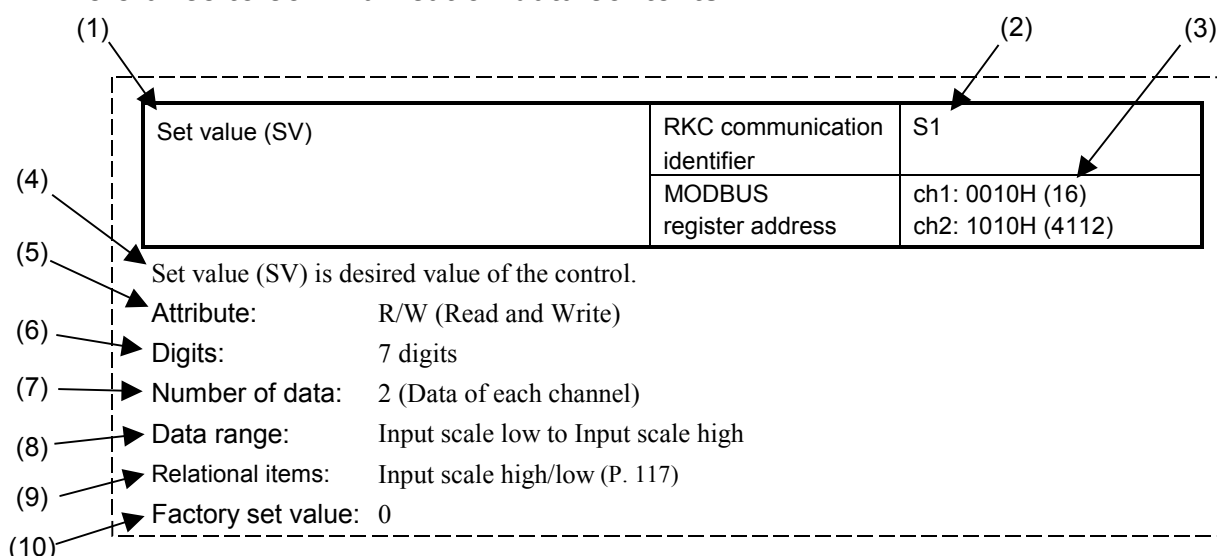 (1) (2) (3)
Set value (SV) RKC communication identifier S1
MODBUS register address ch1: 0010H (16)
ch2: 1010H (4112)
(4) Set value (SV) is desired value of the control.
(5) Attribute: R/W (Read and Write)
(6) Digits: 7 digits
(7) Number of data: 2 (Data of each channel)
(8) Data range: Input scale low to Input scale high
(9) Relational items: Input scale high/low (P. 117)
(10) Factory set value: 0